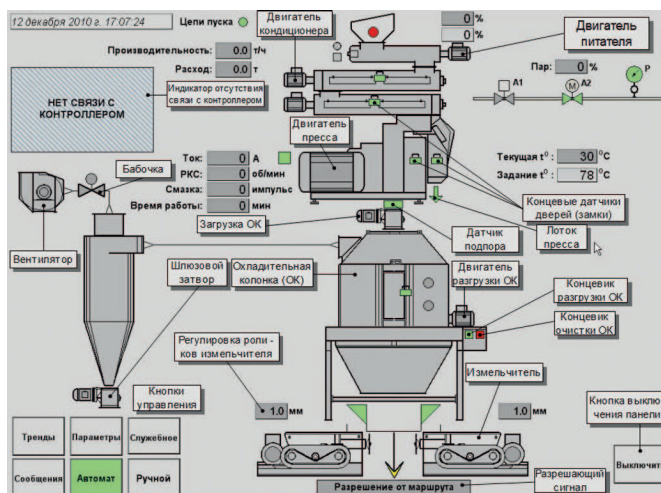 12 декабря 2010 г. 17:07:24
Цепи пуска
Двигатель
кондиционера
0 %
0 %
Двигатель
питателя
Производительность: 0.0 т/ч
Расход: 0.0 т
Пар: 0 %
P
A1
M
A2
НЕТ СВЯЗИ С
КОНТРОЛЛЕРОМ
Индикатор отсутствия
связи с контроллером
Двигатель
пресса
Ток: 0 А
РКС: 0 об/мин
Смазка: 0 импульс
Время работы: 0 мин
Текущая t⁰ : 30 ⁰C
Задание t⁰ : 78 ⁰C
Бабочка
Концевые датчики
дверей (замки)
Загрузка ОК
Датчик
подпора
Лоток
пресса
Вентилятор
Шлюзовой
затвор
Охладительная
колонка (ОК)
Двигатель
разгрузки ОК
Концевик
разгрузки ОК
Концевик
очистки ОК
Регулировка роли -
ков измельчителя
Кнопки
управления
Измельчитель
1.0 мм
1.0 мм
Кнопка выклю-
чения панели
Тренды
Параметры
Служебное
Сообщения
Автомат
Ручной
Разрешение от маршрута
Разрешающий
сигнал
Выключит